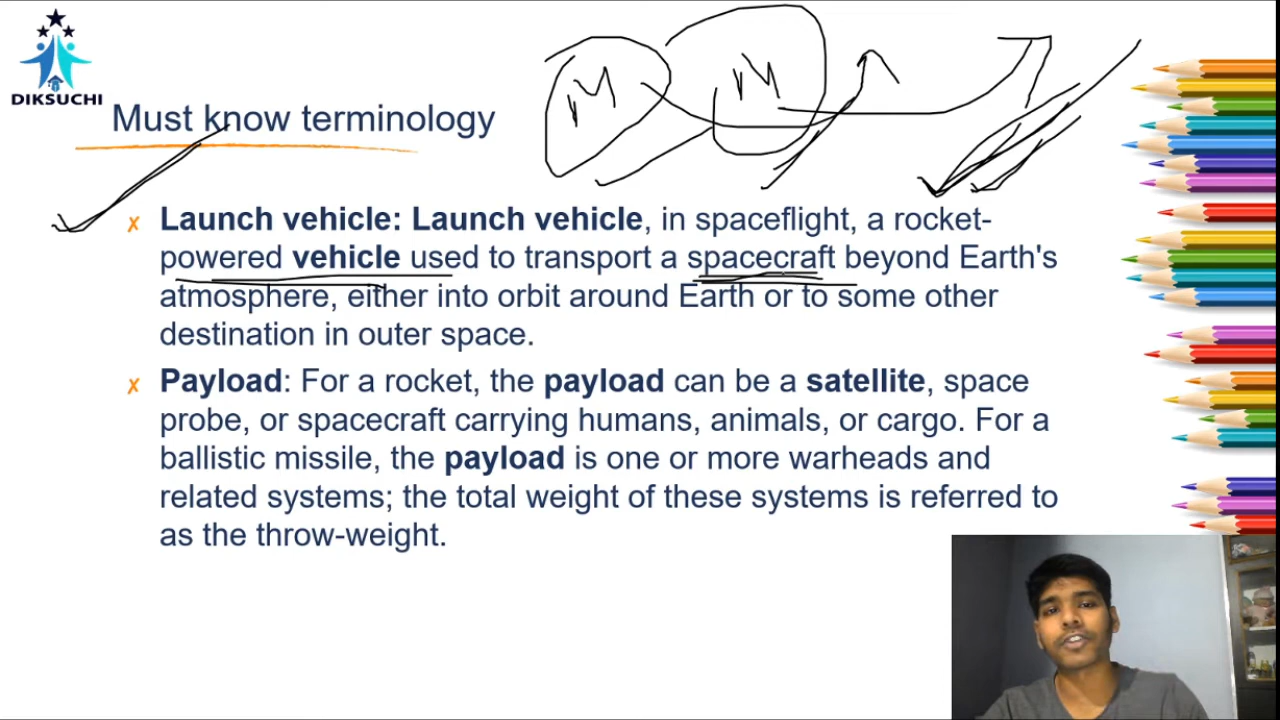 DIKSUCHI
M M
Must know terminology
Launch vehicle: Launch vehicle, in spaceflight, a rocket-
powered vehicle used to transport a spacecraft beyond Earth's
atmosphere, either into orbit around Earth or to some other
destination in outer space.
Payload: For a rocket, the payload can be a satellite, space
probe, or spacecraft carrying humans, animals, or cargo. For a
ballistic missile, the payload is one or more warheads and
related systems; the total weight of these systems is referred to
as the throw-weight.